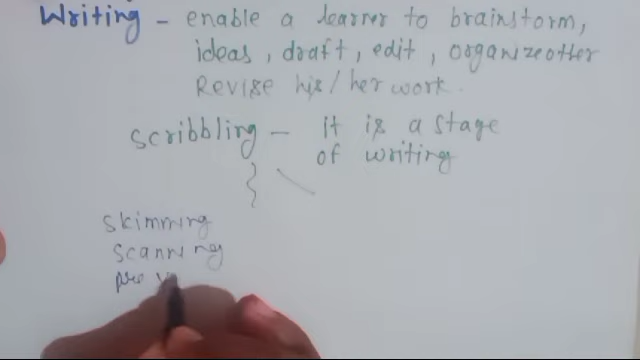 Writing - enable a learner to brainstorm,
ideas, draft, edit, organize other
Revise his/her work.
Scribbling - it is a stage
of writing
Skimming
Scanning